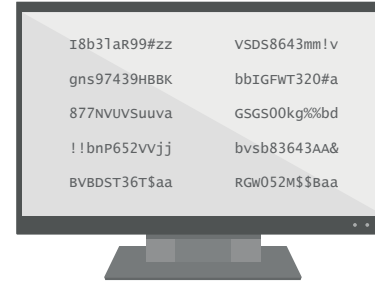 I8b3laR99#zz VSDS8643mm!v
gns97439HBBK bbIGFWT320#a
877NVUVSuuva GSGS00kg%%bd
!!bnP652VVjj bvsb83643AA&
BVBDST36T$aa RGW052M$$Baa